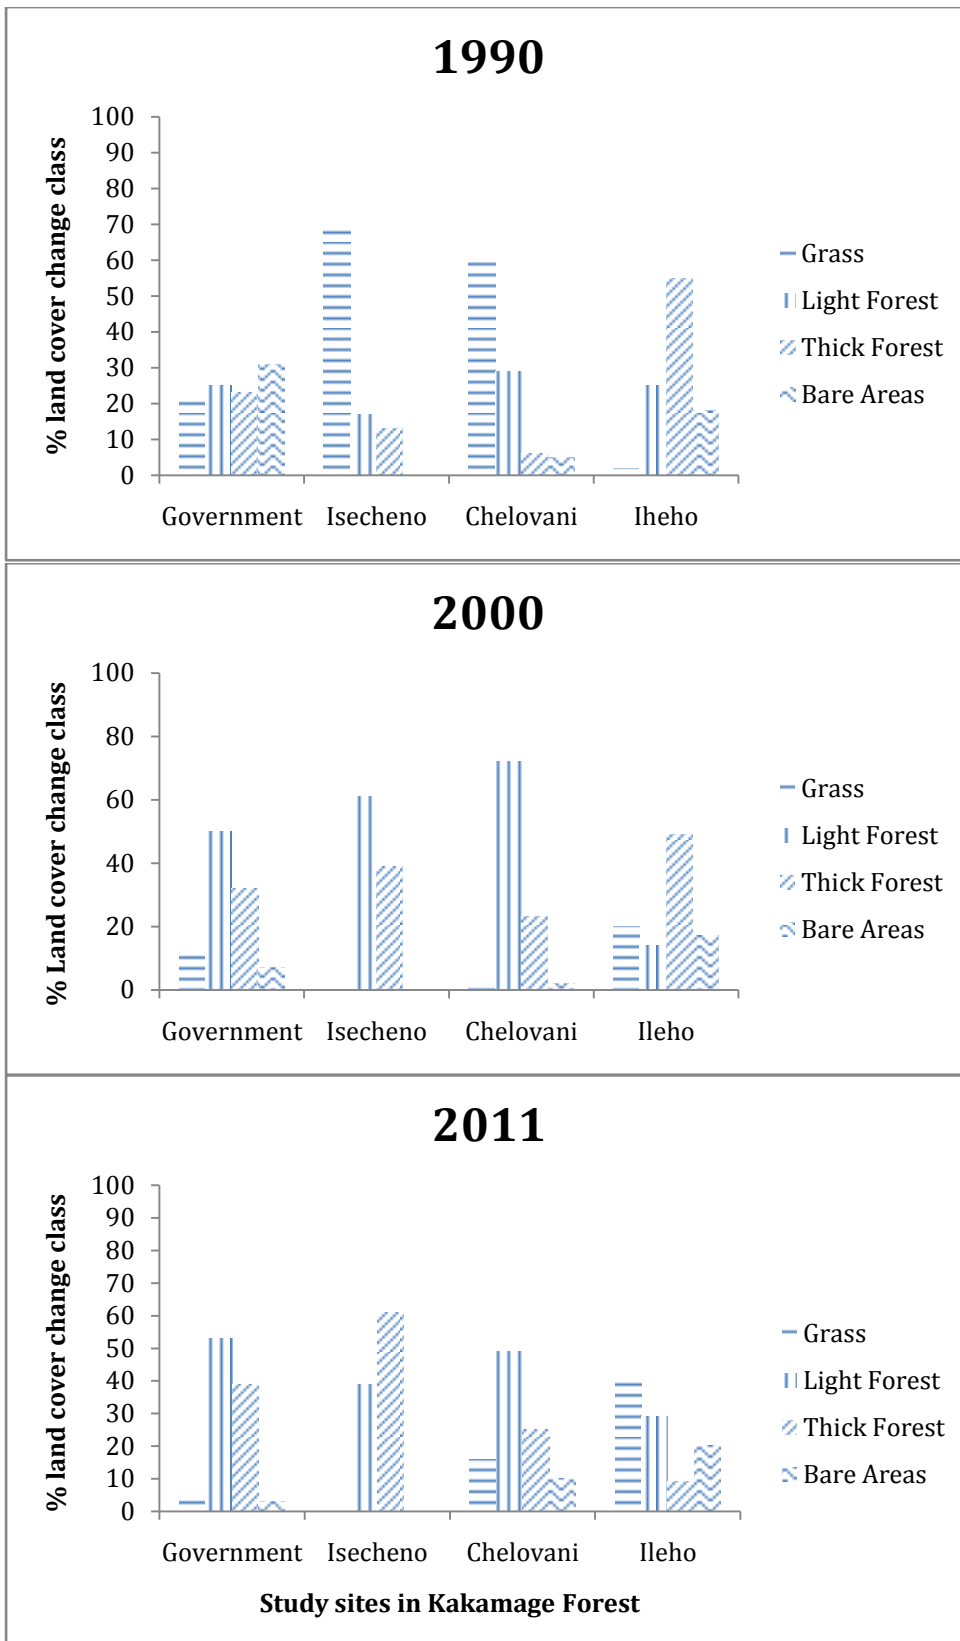 1990
% land cover change class
100
90
80
70
60
50
40
30
20
10
0
Government
Isecheno
Chelovani
Iheho
Grass
Light Forest
Thick Forest
Bare Areas
2000
% Land cover change class
100
80
60
40
20
0
Government
Isecheno
Chelovani
Ileho
Grass
Light Forest
Thick Forest
Bare Areas
2011
% land cover change class
100
90
80
70
60
50
40
30
20
10
0
Government
Isecheno
Chelovani
Ileho
Grass
Light Forest
Thick Forest
Bare Areas
Study sites in Kakamage Forest